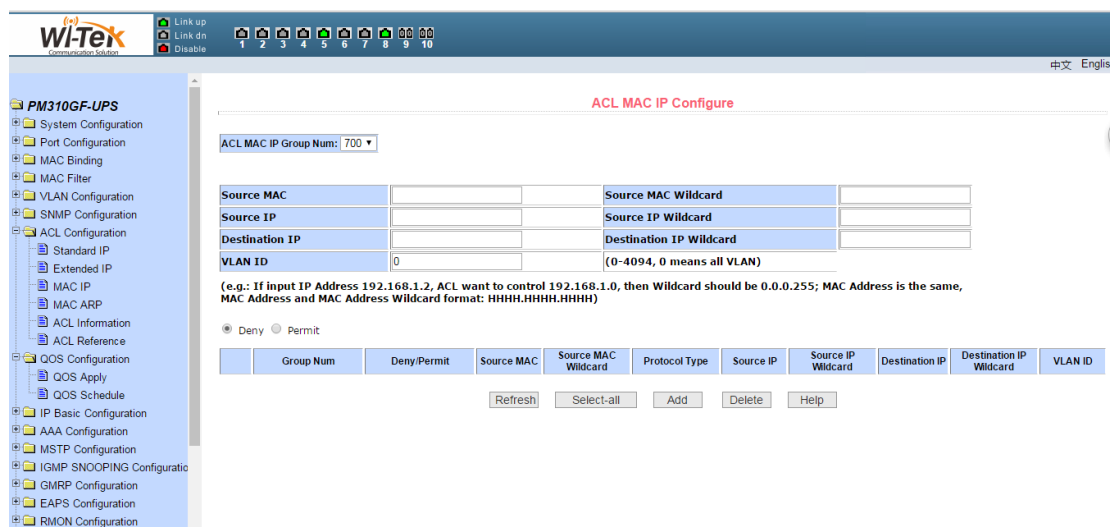 Wi-Tek
Communication Solution
Link up
Link dn
Disable
1 2 3 4 5 6 7 8 9 10
中文 Englis
PM310GF-UPS
System Configuration
Port Configuration
MAC Binding
MAC Filter
VLAN Configuration
SNMP Configuration
ACL Configuration
Standard IP
Extended IP
MAC IP
MAC ARP
ACL Information
ACL Reference
QOS Configuration
QOS Apply
QOS Schedule
IP Basic Configuration
AAA Configuration
MSTP Configuration
IGMP SNOOPING Configuratio
GMRP Configuration
EAPS Configuration
RMON Configuration
ACL MAC IP Configure
ACL MAC IP Group Num: 700
Source MAC Source MAC Wildcard
Source IP Source IP Wildcard
Destination IP Destination IP Wildcard
VLAN ID 0 (0-4094, 0 means all VLAN)
(e.g.: If input IP Address 192.168.1.2, ACL want to control 192.168.1.0, then Wildcard should be 0.0.0.255; MAC Address is the same,
MAC Address and MAC Address Wildcard format: HHHH.HHHH.HHHH)
Deny Permit
Group Num Deny/Permit Source MAC Source MAC Wildcard Protocol Type Source IP Source IP Wildcard Destination IP Destination IP Wildcard VLAN ID
Refresh Select-all Add Delete Help